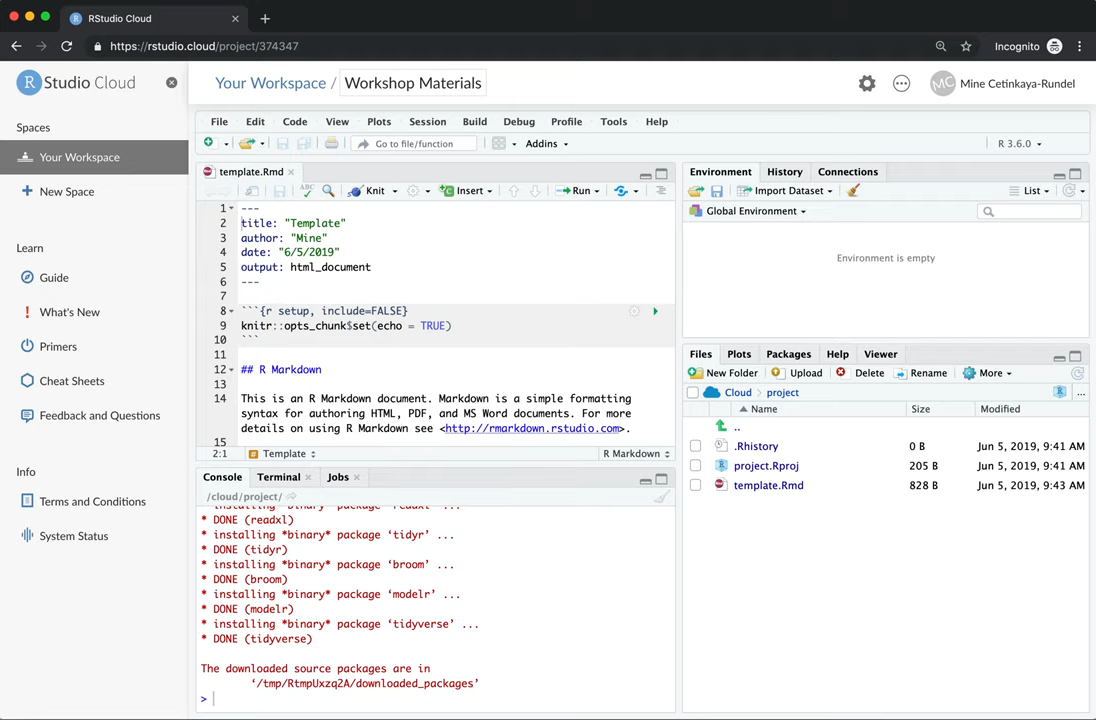 RStudio Cloud
https://rstudio.cloud/project/374347
Incognito
R Studio Cloud
Your Workspace / Workshop Materials
MC Mine Cetinkaya-Rundel
Spaces
Your Workspace
New Space
Learn
Guide
What's New
Primers
Cheat Sheets
Feedback and Questions
Info
Terms and Conditions
System Status
File Edit Code View Plots Session Build Debug Profile Tools Help
Go to file/function Addins R 3.6.0
template.Rmd
ABC Knit Insert Run
1 ---
2 title: "Template"
3 author: "Mine"
4 date: "6/5/2019"
5 output: html_document
6 ---
7
8 ```{r setup, include=FALSE}
9 knitr::opts_chunk$set(echo = TRUE)
10 ```
11
12 ## R Markdown
13
14 This is an R Markdown document. Markdown is a simple formatting
syntax for authoring HTML, PDF, and MS Word documents. For more
details on using R Markdown see <http://rmarkdown.rstudio.com>.
15
2:1 Template R Markdown
Console Terminal Jobs
/cloud/project/
* installing *binary* package ‘readxl’ ...
* DONE (readxl)
* installing *binary* package ‘tidyr’ ...
* DONE (tidyr)
* installing *binary* package ‘broom’ ...
* DONE (broom)
* installing *binary* package ‘modelr’ ...
* DONE (modelr)
* installing *binary* package ‘tidyverse’ ...
* DONE (tidyverse)
The downloaded source packages are in
‘/tmp/RtmpUxzq2A/downloaded_packages’
>
Environment History Connections
Import Dataset List
Global Environment
Environment is empty
Files Plots Packages Help Viewer
New Folder Upload Delete Rename More
Cloud project ...
Name Size Modified
..
.Rhistory 0 B Jun 5, 2019, 9:41 AM
project.Rproj 205 B Jun 5, 2019, 9:41 AM
template.Rmd 828 B Jun 5, 2019, 9:43 AM